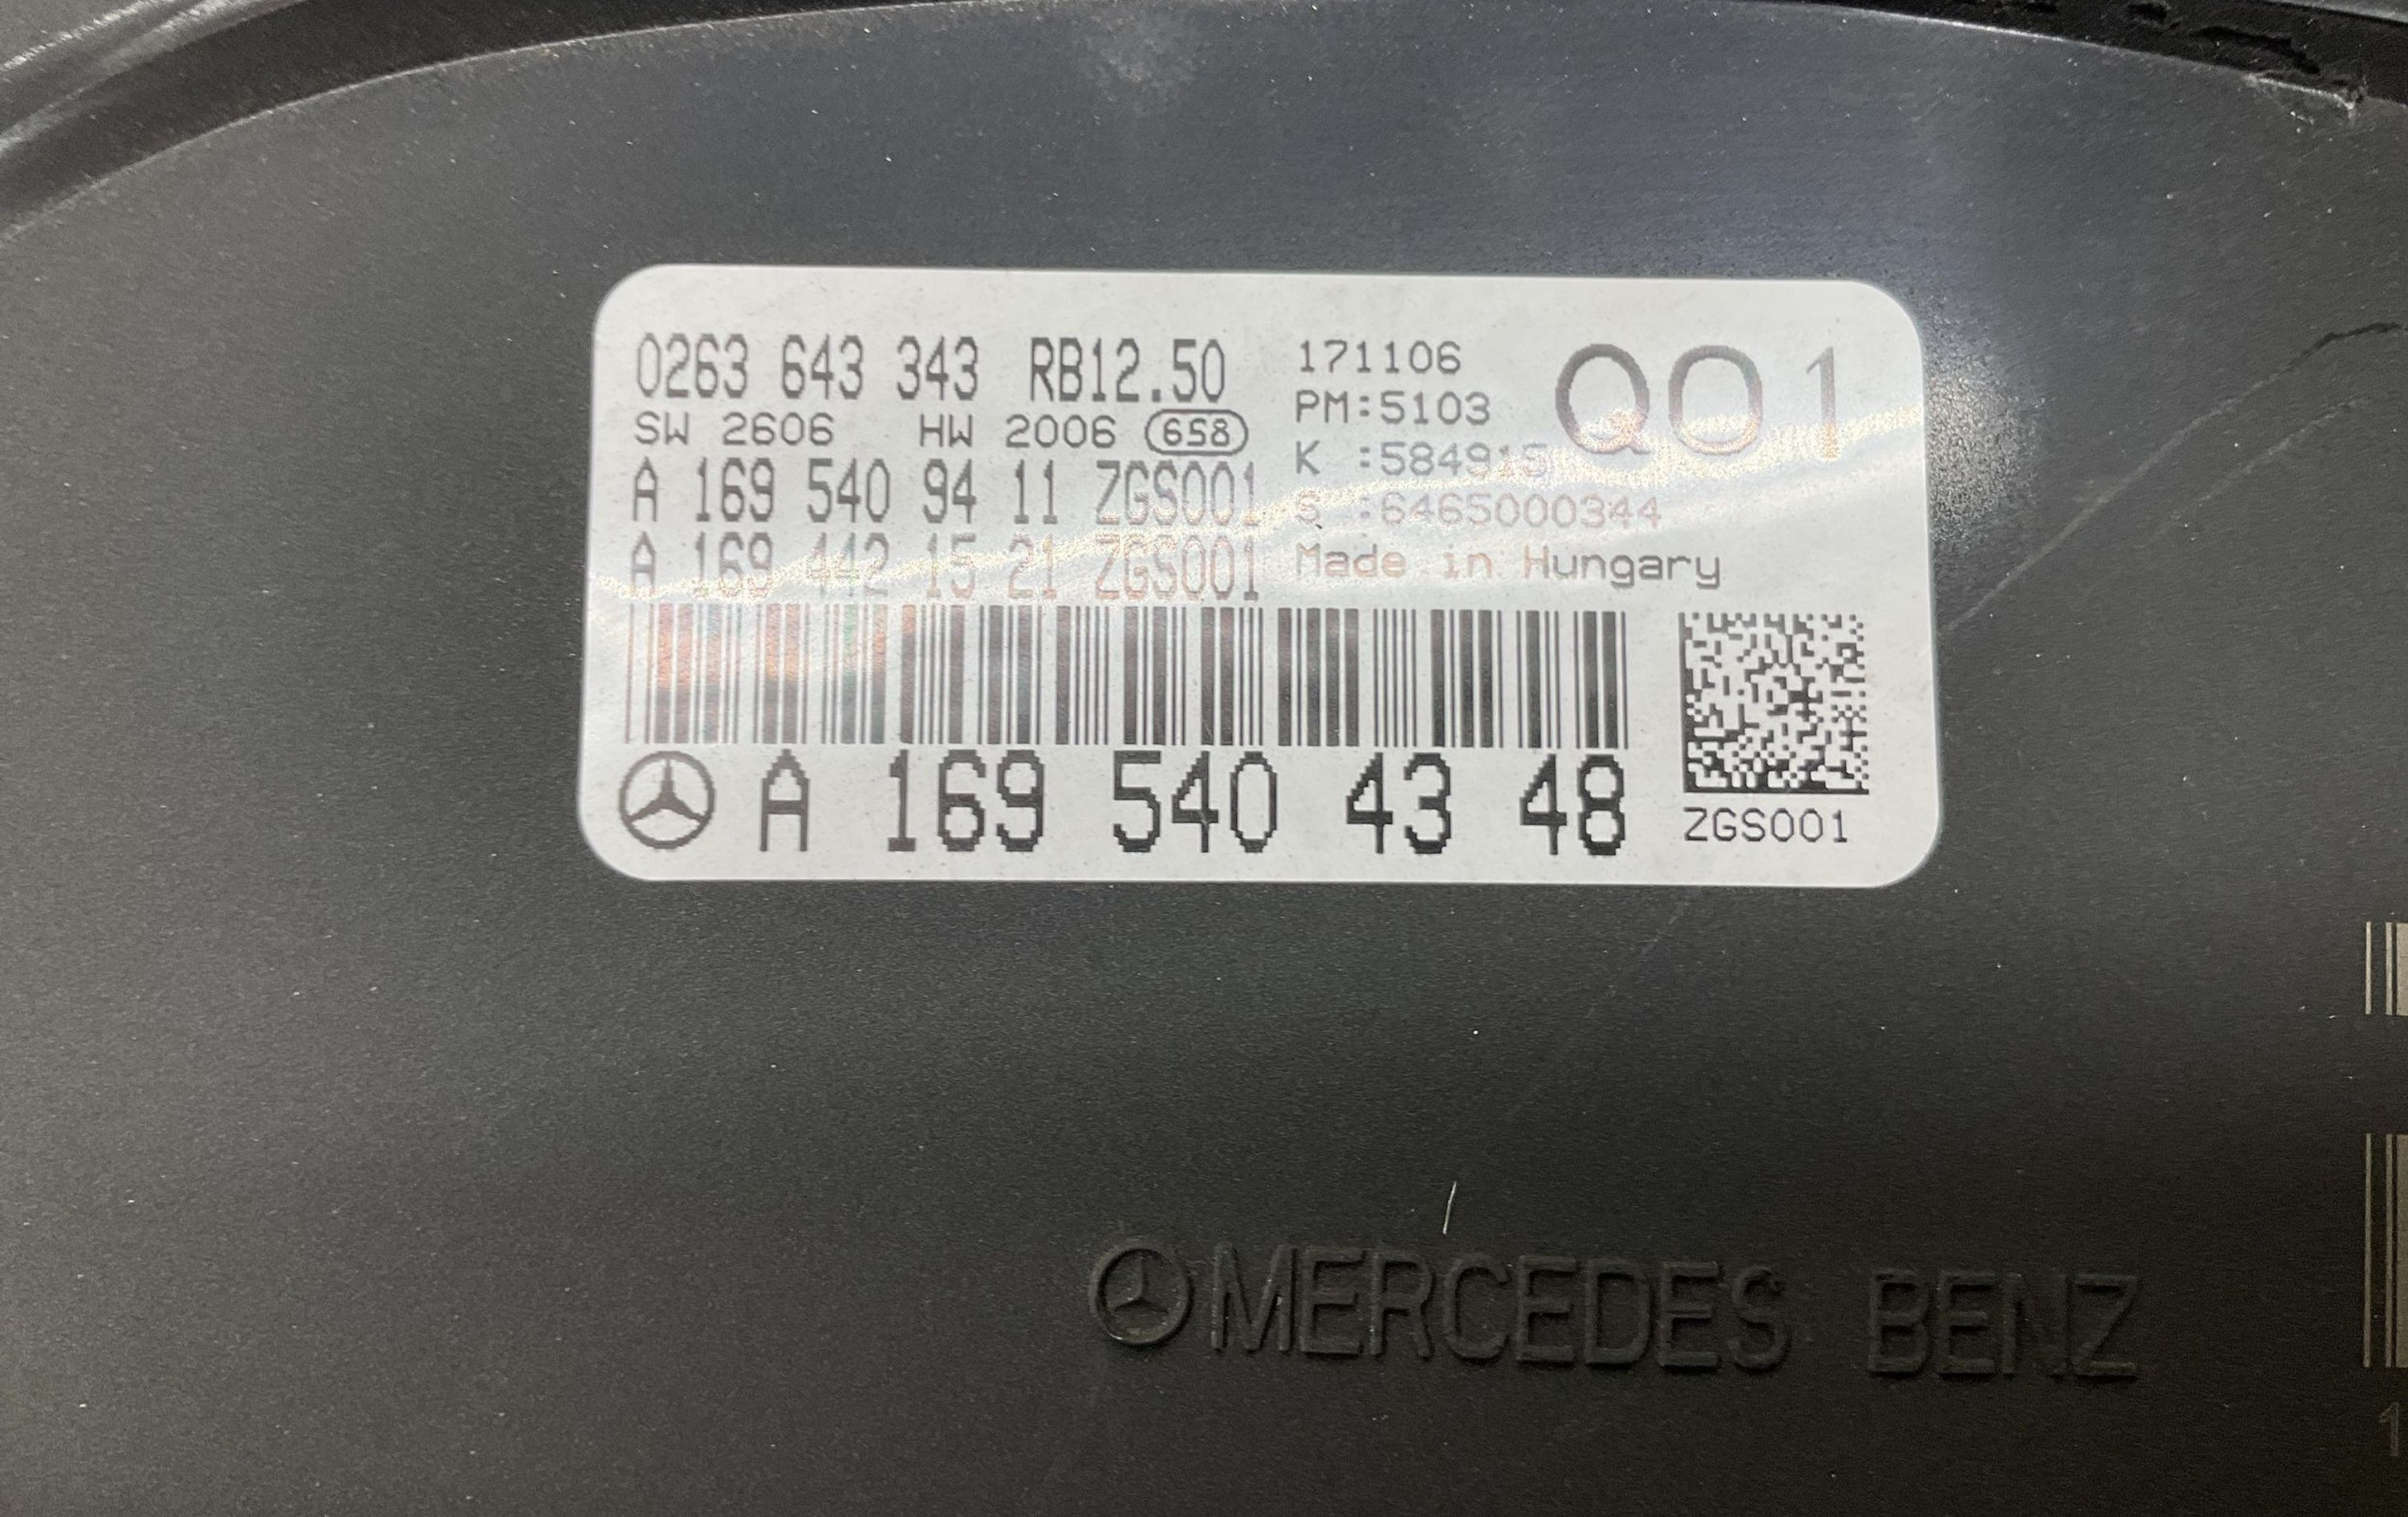 0263 643 343 RB12.50
SW 2606 HW 2006 658
A 169 540 94 11 ZGS001
A 169 442 15 21 ZGS001
171106
PM:5103
K :584915
S :6465000344
Made in Hungary
Q01
A 169 540 43 48
ZGS001
MERCEDES BENZ
1